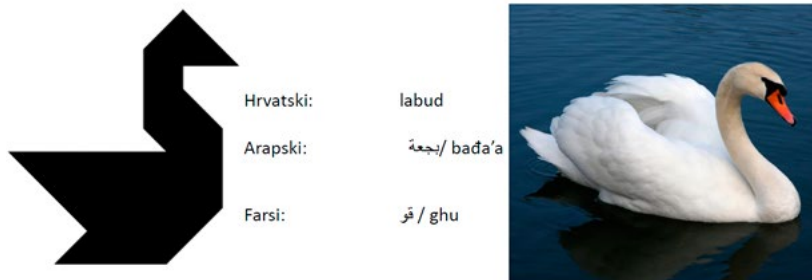 Hrvatski: labud
Arapski: بجعة/ bađa’a
Farsi: قو / ghu